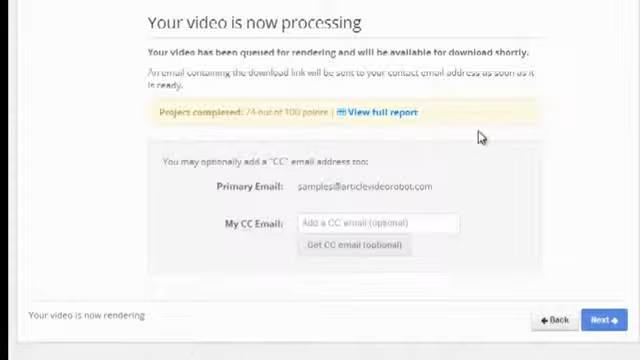 Your video is now processing
Your video has been queued for rendering and will be available for download shortly.
An email containing the download link will be sent to your contact email address as soon as it
is ready.
Project completed: 74 out of 100 points | View full report
You may optionally add a "CC" email address too:
Primary Email: samples@articlevideorobot.com
My CC Email: Add a CC email (optional)
Get CC email (optional)
Your video is now rendering
Back Next